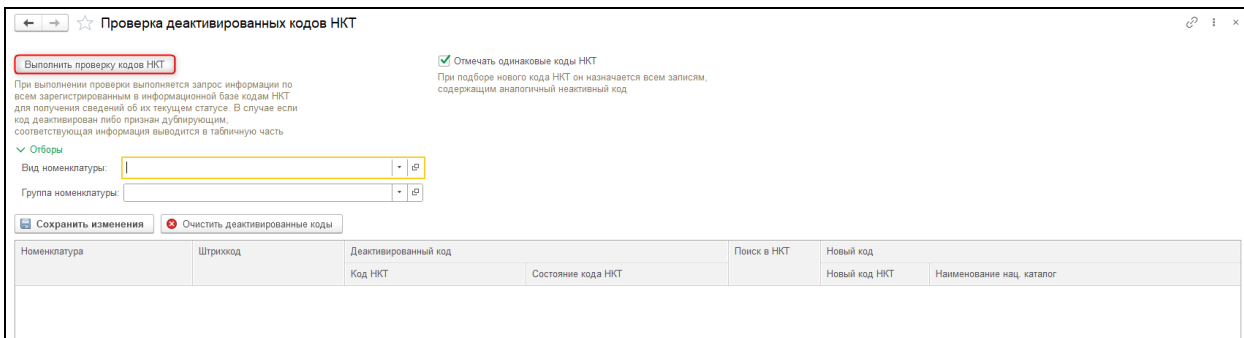 Проверка деактивированных кодов НКТ
Выполнить проверку кодов НКТ
Отмечать одинаковые коды НКТ
При выполнении проверки выполняется запрос информации по
всем зарегистрированным в информационной базе кодам НКТ
для получения сведений об их текущем статусе. В случае если
код деактивирован либо признан дублирующим,
соответствующая информация выводится в табличную часть
При подборе нового кода НКТ он назначается всем записям,
содержащим аналогичный неактивный код
Отборы
Вид номенклатуры:
Группа номенклатуры:
Сохранить изменения Очистить деактивированные коды
Номенклатура Штрихкод Деактивированный код Поиск в НКТ Новый код
Код НКТ Состояние кода НКТ Новый код НКТ Наименование нац. каталог